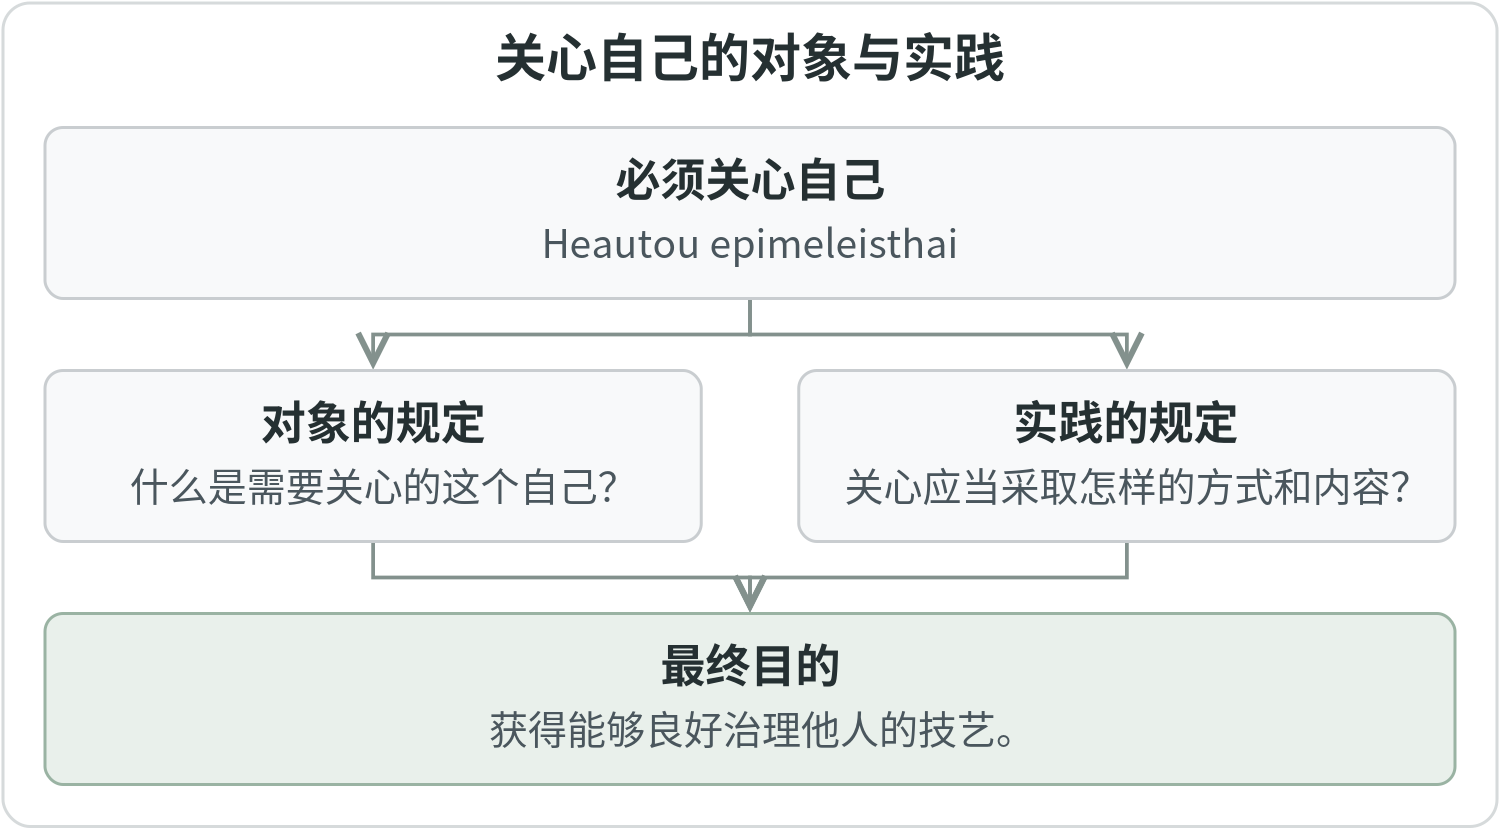 关心自己的对象与实践
必须关心自己
Heautou epimeleisthai
对象的规定
什么是需要关心的这个自己？
实践的规定
关心应当采取怎样的方式和内容？
最终目的
获得能够良好治理他人的技艺。